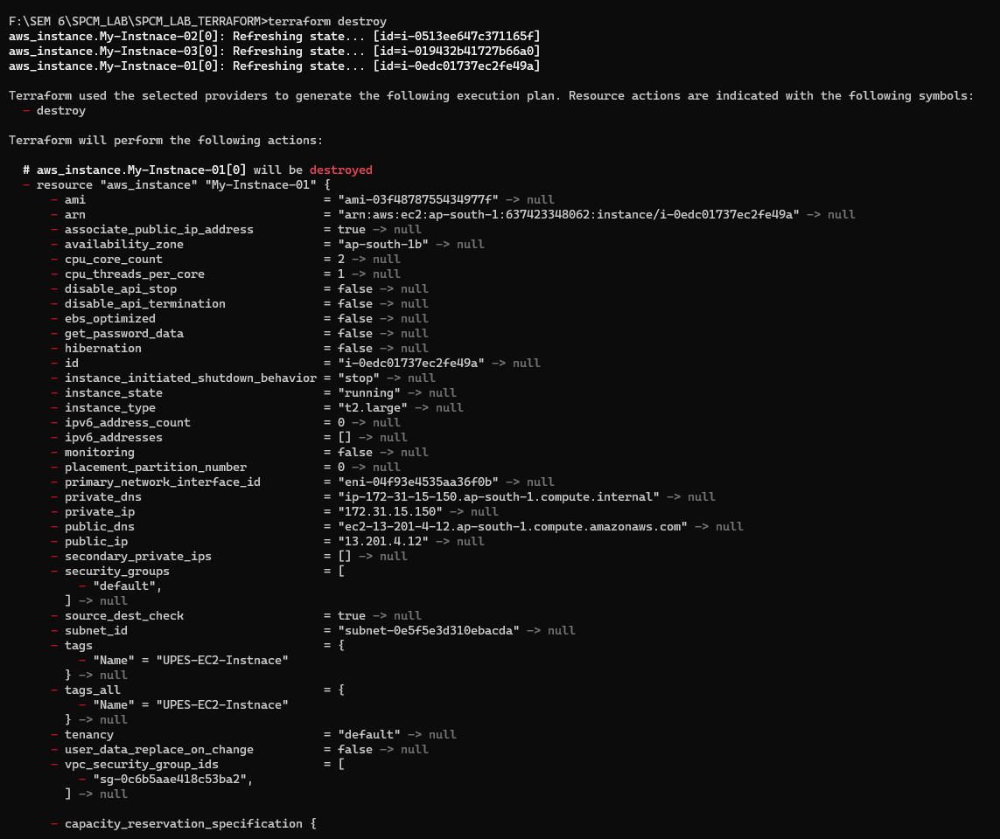 F:\SEM 6\SPCM_LAB\SPCM_LAB_TERRAFORM>terraform destroy
aws_instance.My-Instnace-02[0]: Refreshing state... [id=i-0513ee647c371165f]
aws_instance.My-Instnace-03[0]: Refreshing state... [id=i-019432b41727b66a0]
aws_instance.My-Instnace-01[0]: Refreshing state... [id=i-0edc01737ec2fe49a]

Terraform used the selected providers to generate the following execution plan. Resource actions are indicated with the following symbols:
  - destroy

Terraform will perform the following actions:

  # aws_instance.My-Instnace-01[0] will be destroyed
  - resource "aws_instance" "My-Instnace-01" {
      - ami                                  = "ami-03f4878755434977f" -> null
      - arn                                  = "arn:aws:ec2:ap-south-1:637423348062:instance/i-0edc01737ec2fe49a" -> null
      - associate_public_ip_address          = true -> null
      - availability_zone                    = "ap-south-1b" -> null
      - cpu_core_count                       = 2 -> null
      - cpu_threads_per_core                 = 1 -> null
      - disable_api_stop                     = false -> null
      - disable_api_termination              = false -> null
      - ebs_optimized                        = false -> null
      - get_password_data                    = false -> null
      - hibernation                          = false -> null
      - id                                   = "i-0edc01737ec2fe49a" -> null
      - instance_initiated_shutdown_behavior = "stop" -> null
      - instance_state                       = "running" -> null
      - instance_type                        = "t2.large" -> null
      - ipv6_address_count                   = 0 -> null
      - ipv6_addresses                       = [] -> null
      - monitoring                           = false -> null
      - placement_partition_number           = 0 -> null
      - primary_network_interface_id         = "eni-04f93e4535aa36f0b" -> null
      - private_dns                          = "ip-172-31-15-150.ap-south-1.compute.internal" -> null
      - private_ip                           = "172.31.15.150" -> null
      - public_dns                           = "ec2-13-201-4-12.ap-south-1.compute.amazonaws.com" -> null
      - public_ip                            = "13.201.4.12" -> null
      - secondary_private_ips                = [] -> null
      - security_groups                      = [
          - "default",
        ] -> null
      - source_dest_check                    = true -> null
      - subnet_id                            = "subnet-0e5f5e3d310ebacda" -> null
      - tags                                 = {
          - "Name" = "UPES-EC2-Instnace"
        } -> null
      - tags_all                             = {
          - "Name" = "UPES-EC2-Instnace"
        } -> null
      - tenancy                              = "default" -> null
      - user_data_replace_on_change          = false -> null
      - vpc_security_group_ids               = [
          - "sg-0c6b5aae418c53ba2",
        ] -> null

      - capacity_reservation_specification {